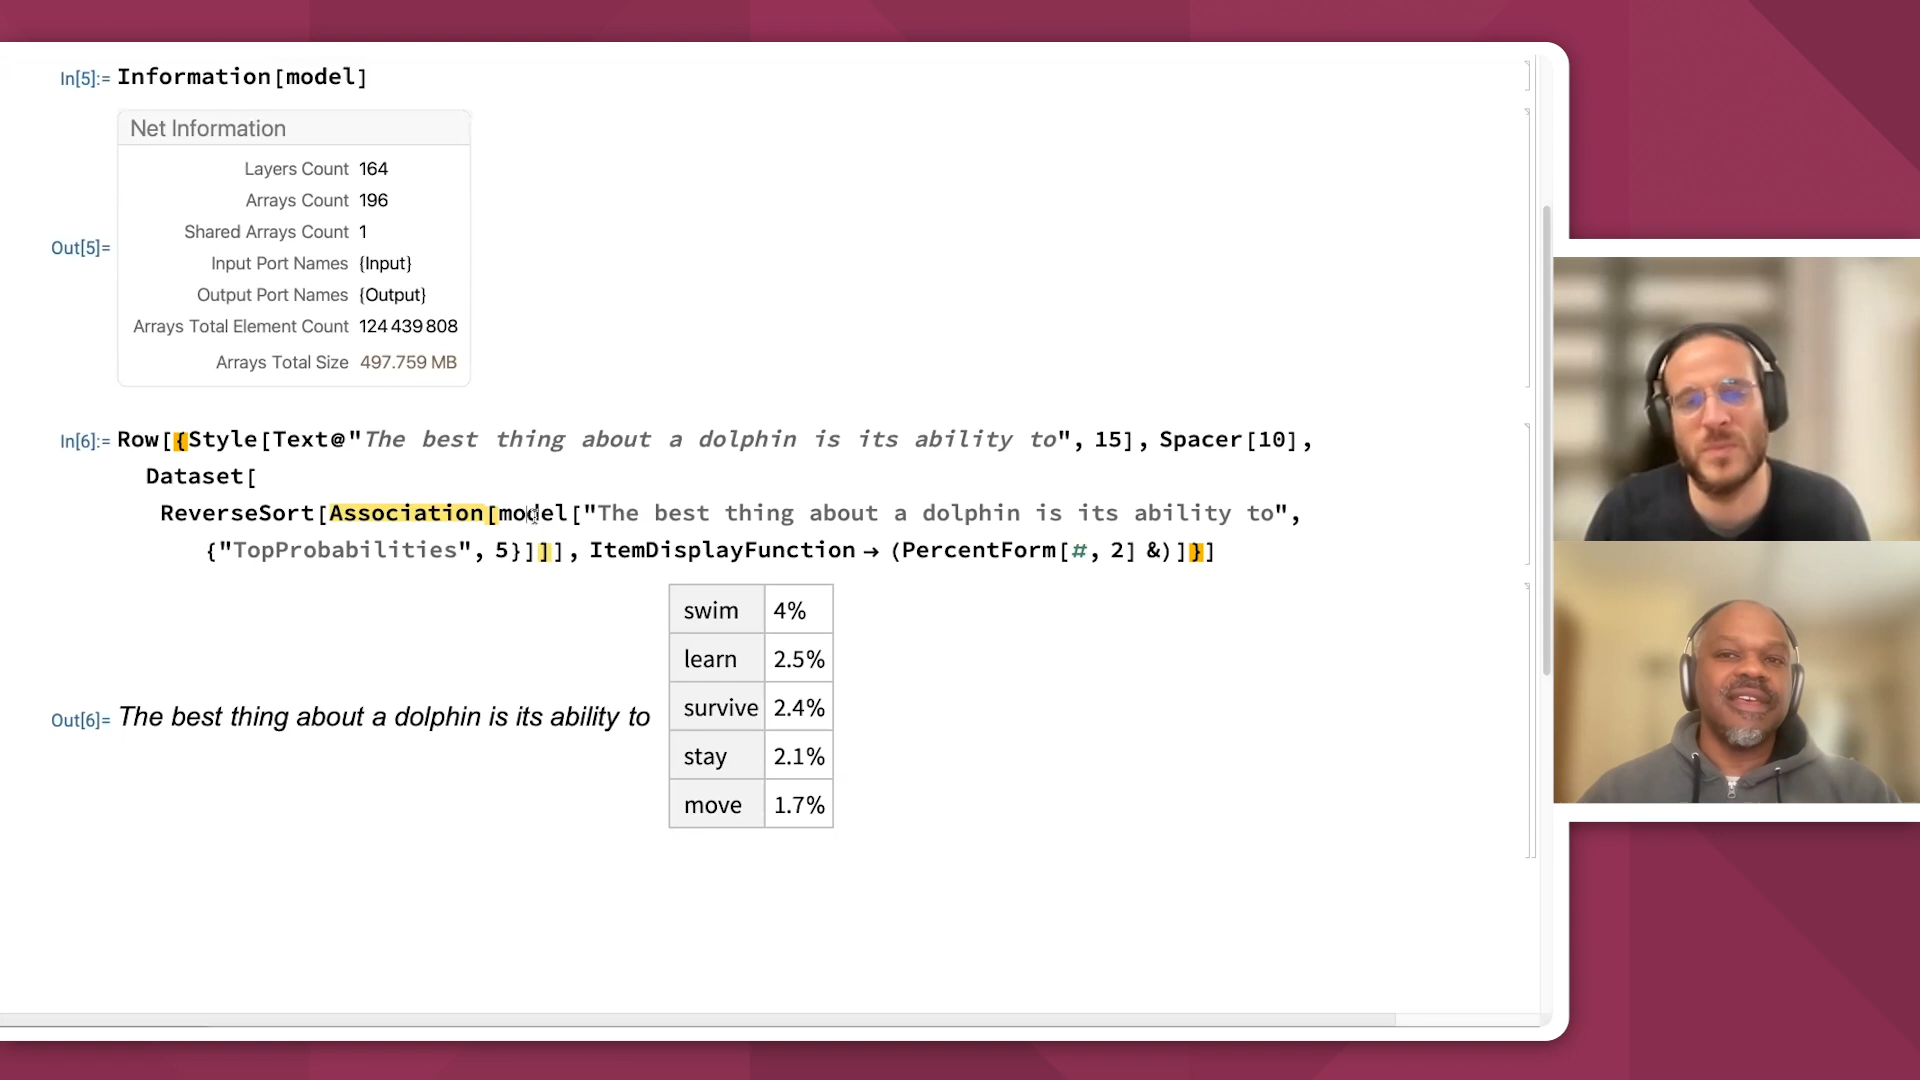 In[5]:= Information[model]
Net Information
Layers Count 164
Arrays Count 196
Shared Arrays Count 1
Out[5]=
Input Port Names {Input}
Output Port Names {Output}
Arrays Total Element Count 124 439 808
Arrays Total Size 497.759 MB
In[6]:= Row[{Style[Text@"The best thing about a dolphin is its ability to", 15], Spacer[10],
Dataset[
ReverseSort[Association[model["The best thing about a dolphin is its ability to",
{"TopProbabilities", 5}]]], ItemDisplayFunction → (PercentForm[#, 2] &)]}]
swim 4%
learn 2.5%
survive 2.4%
Out[6]= The best thing about a dolphin is its ability to
stay 2.1%
move 1.7%